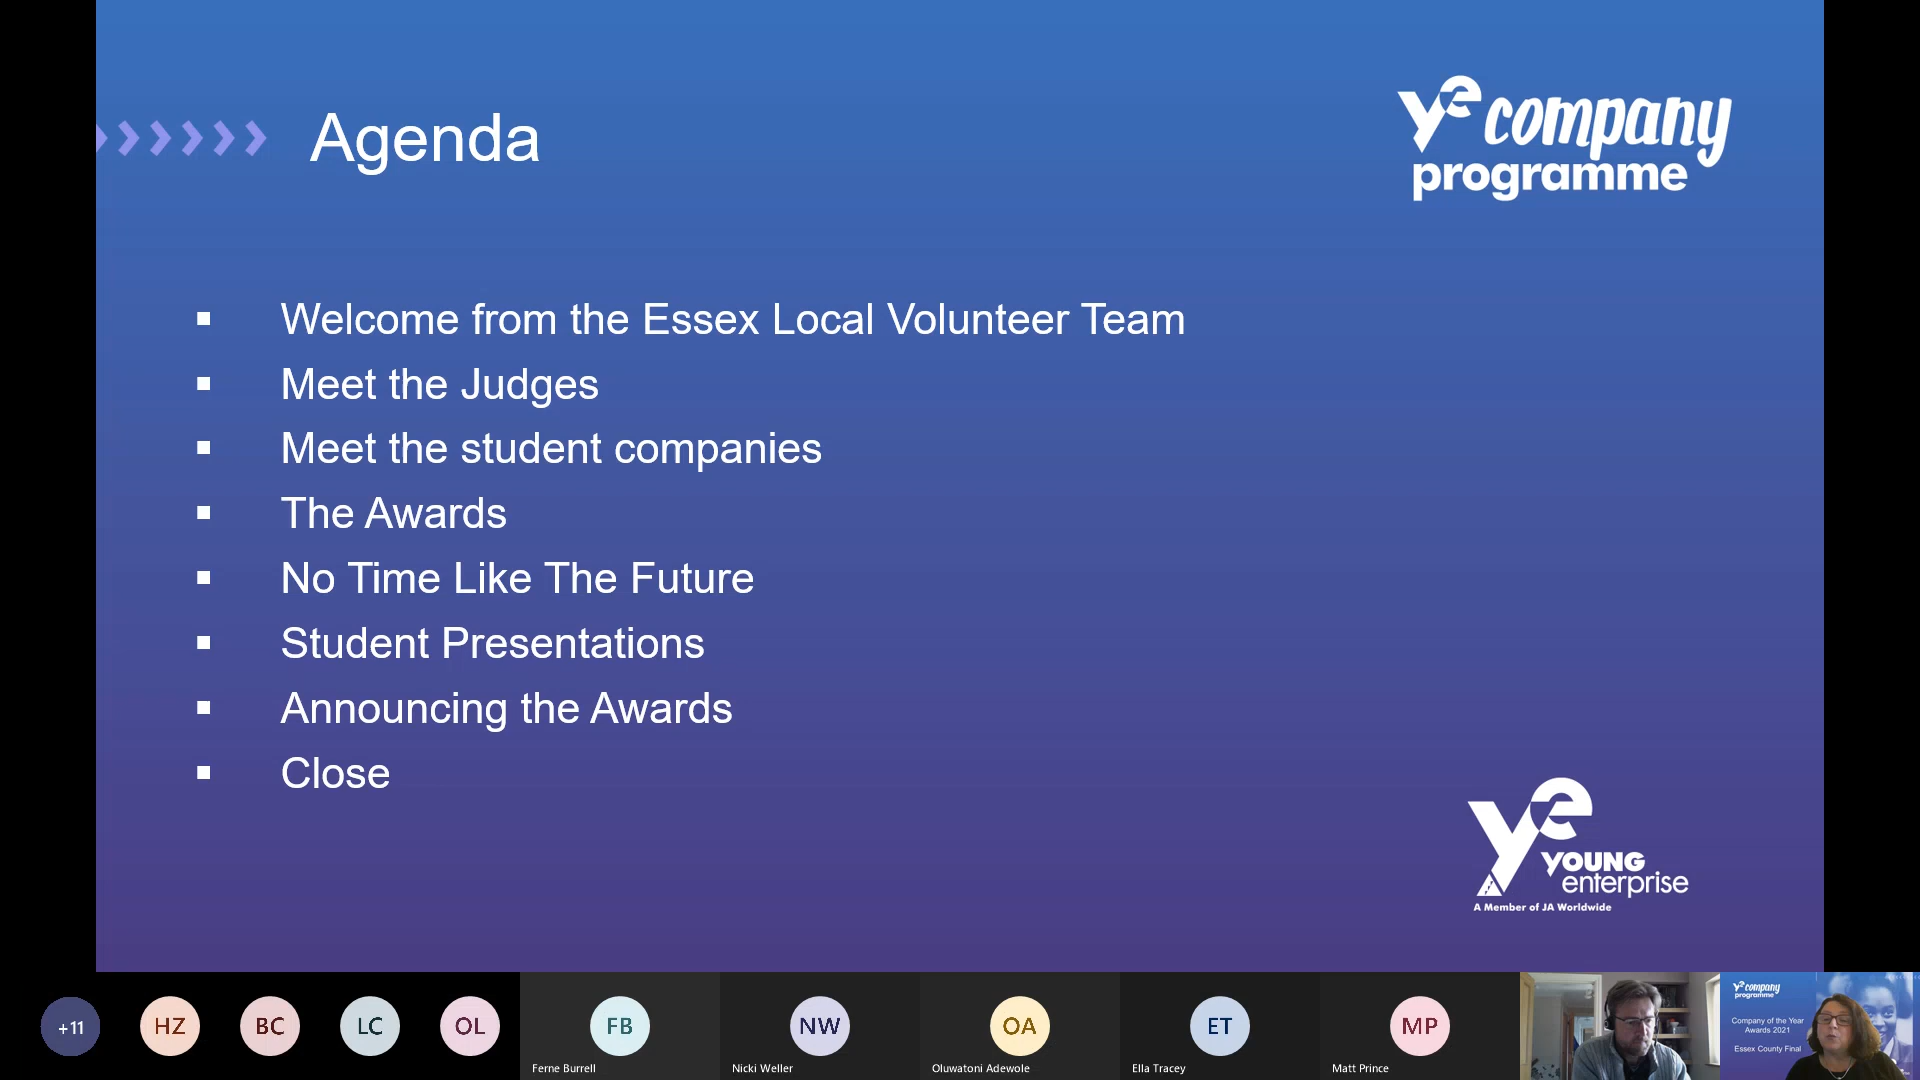 Agenda
ye company
programme
Welcome from the Essex Local Volunteer Team
Meet the Judges
Meet the student companies
The Awards
No Time Like The Future
Student Presentations
Announcing the Awards
Close
ye
YOUNG
enterprise
A Member of JA Worldwide
+11
HZ
BC
LC
OL
FB
NW
OA
ET
MP
Ferne Burrell
Nicki Weller
Oluwatoni Adewole
Ella Tracey
Matt Prince
ye company
programme
Company of the Year
Awards 2021
Essex County Final